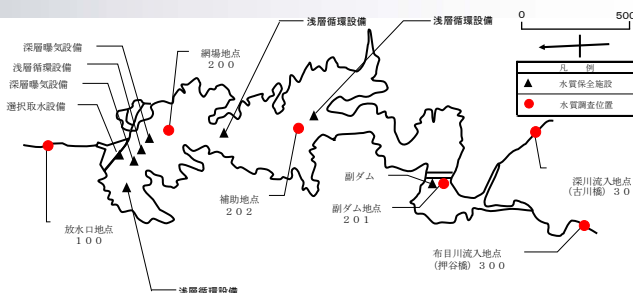 浅層循環設備
浅層循環設備
0
500
深層曝気設備
浅層循環設備
深層曝気設備
選択取水設備
網場地点
200
凡 例
水質保全施設
水質調査位置
放水口地点
100
補助地点
202
副ダム
副ダム地点
201
深川流入地点
(古川橋) 30
布目川流入地点
(押谷橋) 300
浅層循環設備